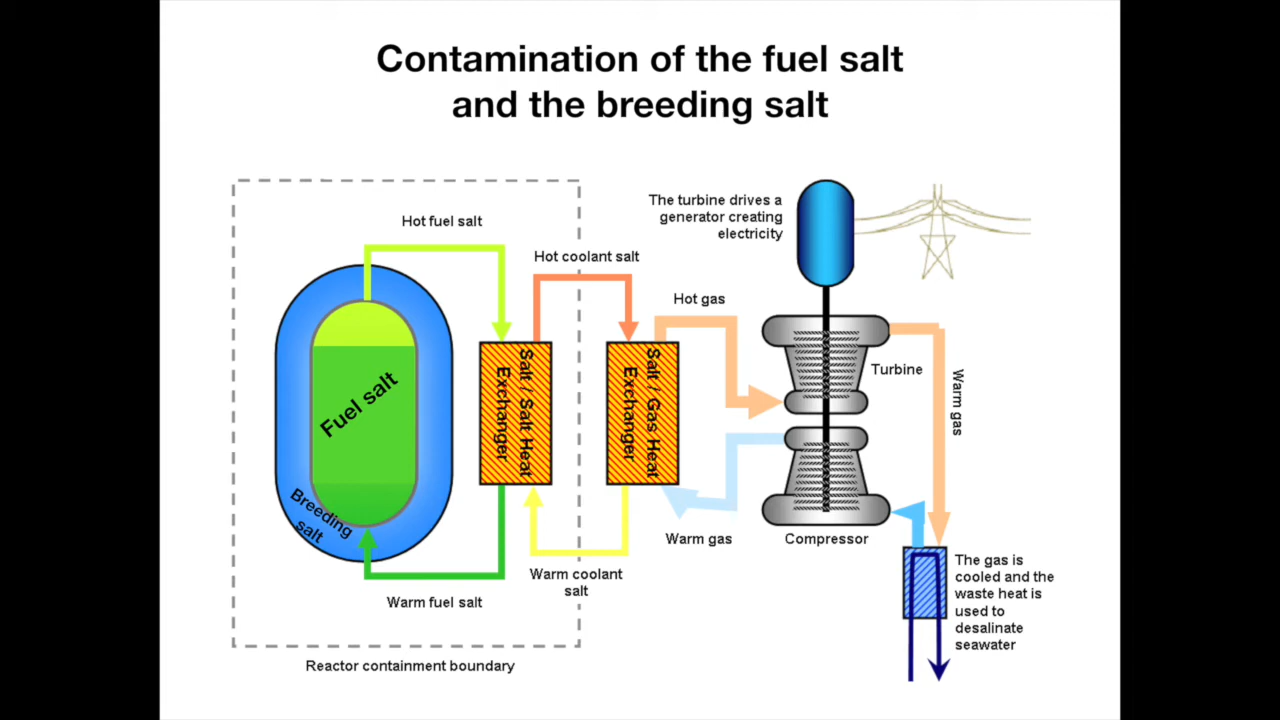 Contamination of the fuel salt
and the breeding salt
The turbine drives a
generator creating
electricity
Hot fuel salt
Hot coolant salt
Hot gas
Salt / Salt Heat
Exchanger
Salt / Gas Heat
Exchanger
Turbine
Warm gas
Fuel salt
Breeding
salt
Warm gas
Compressor
Warm coolant
salt
Warm fuel salt
The gas is
cooled and the
waste heat is
used to
desalinate
seawater
Reactor containment boundary